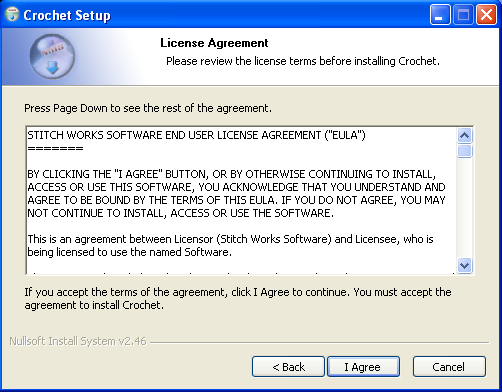 Crochet Setup
License Agreement
Please review the license terms before installing Crochet.
Press Page Down to see the rest of the agreement.
STITCH WORKS SOFTWARE END USER LICENSE AGREEMENT ("EULA")
=======
BY CLICKING THE "I AGREE" BUTTON, OR BY OTHERWISE CONTINUING TO INSTALL,
ACCESS OR USE THIS SOFTWARE, YOU ACKNOWLEDGE THAT YOU UNDERSTAND AND
AGREE TO BE BOUND BY THE TERMS OF THIS EULA. IF YOU DO NOT AGREE, YOU MAY
NOT CONTINUE TO INSTALL, ACCESS OR USE THE SOFTWARE.
This is an agreement between Licensor (Stitch Works Software) and Licensee, who is
being licensed to use the named Software.
If you accept the terms of the agreement, click I Agree to continue. You must accept the
agreement to install Crochet.
Nullsoft Install System v2.46
< Back
I Agree
Cancel